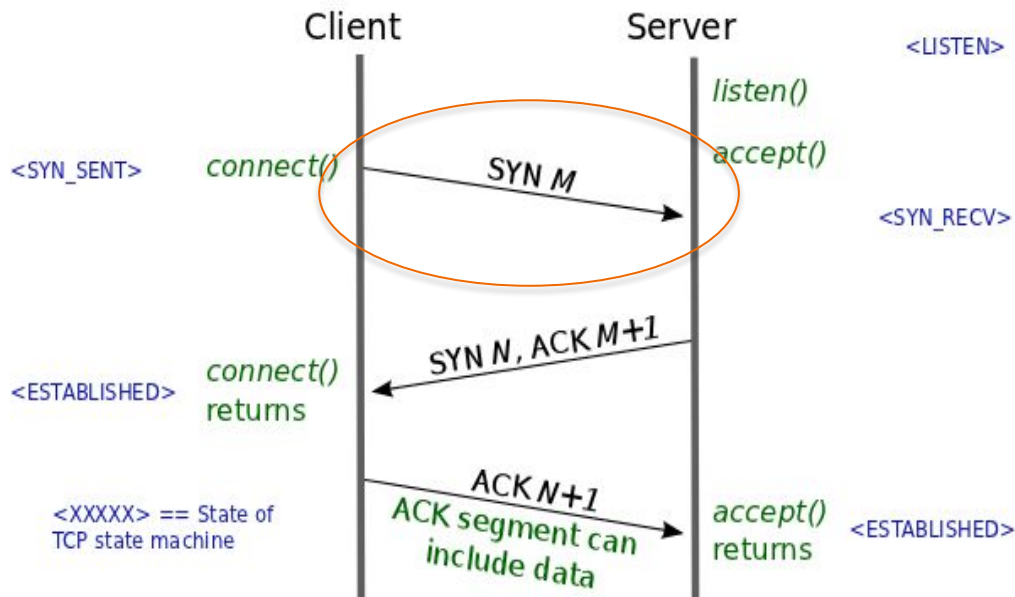 Client
Server
<LISTEN>
listen()
accept()
<SYN_SENT>
connect()
SYN M
<SYN_RECV>
SYN N, ACK M+1
connect()
returns
<ESTABLISHED>
ACK N+1
ACK segment can
include data
<XXXXX> == State of
TCP state machine
accept()
returns
<ESTABLISHED>